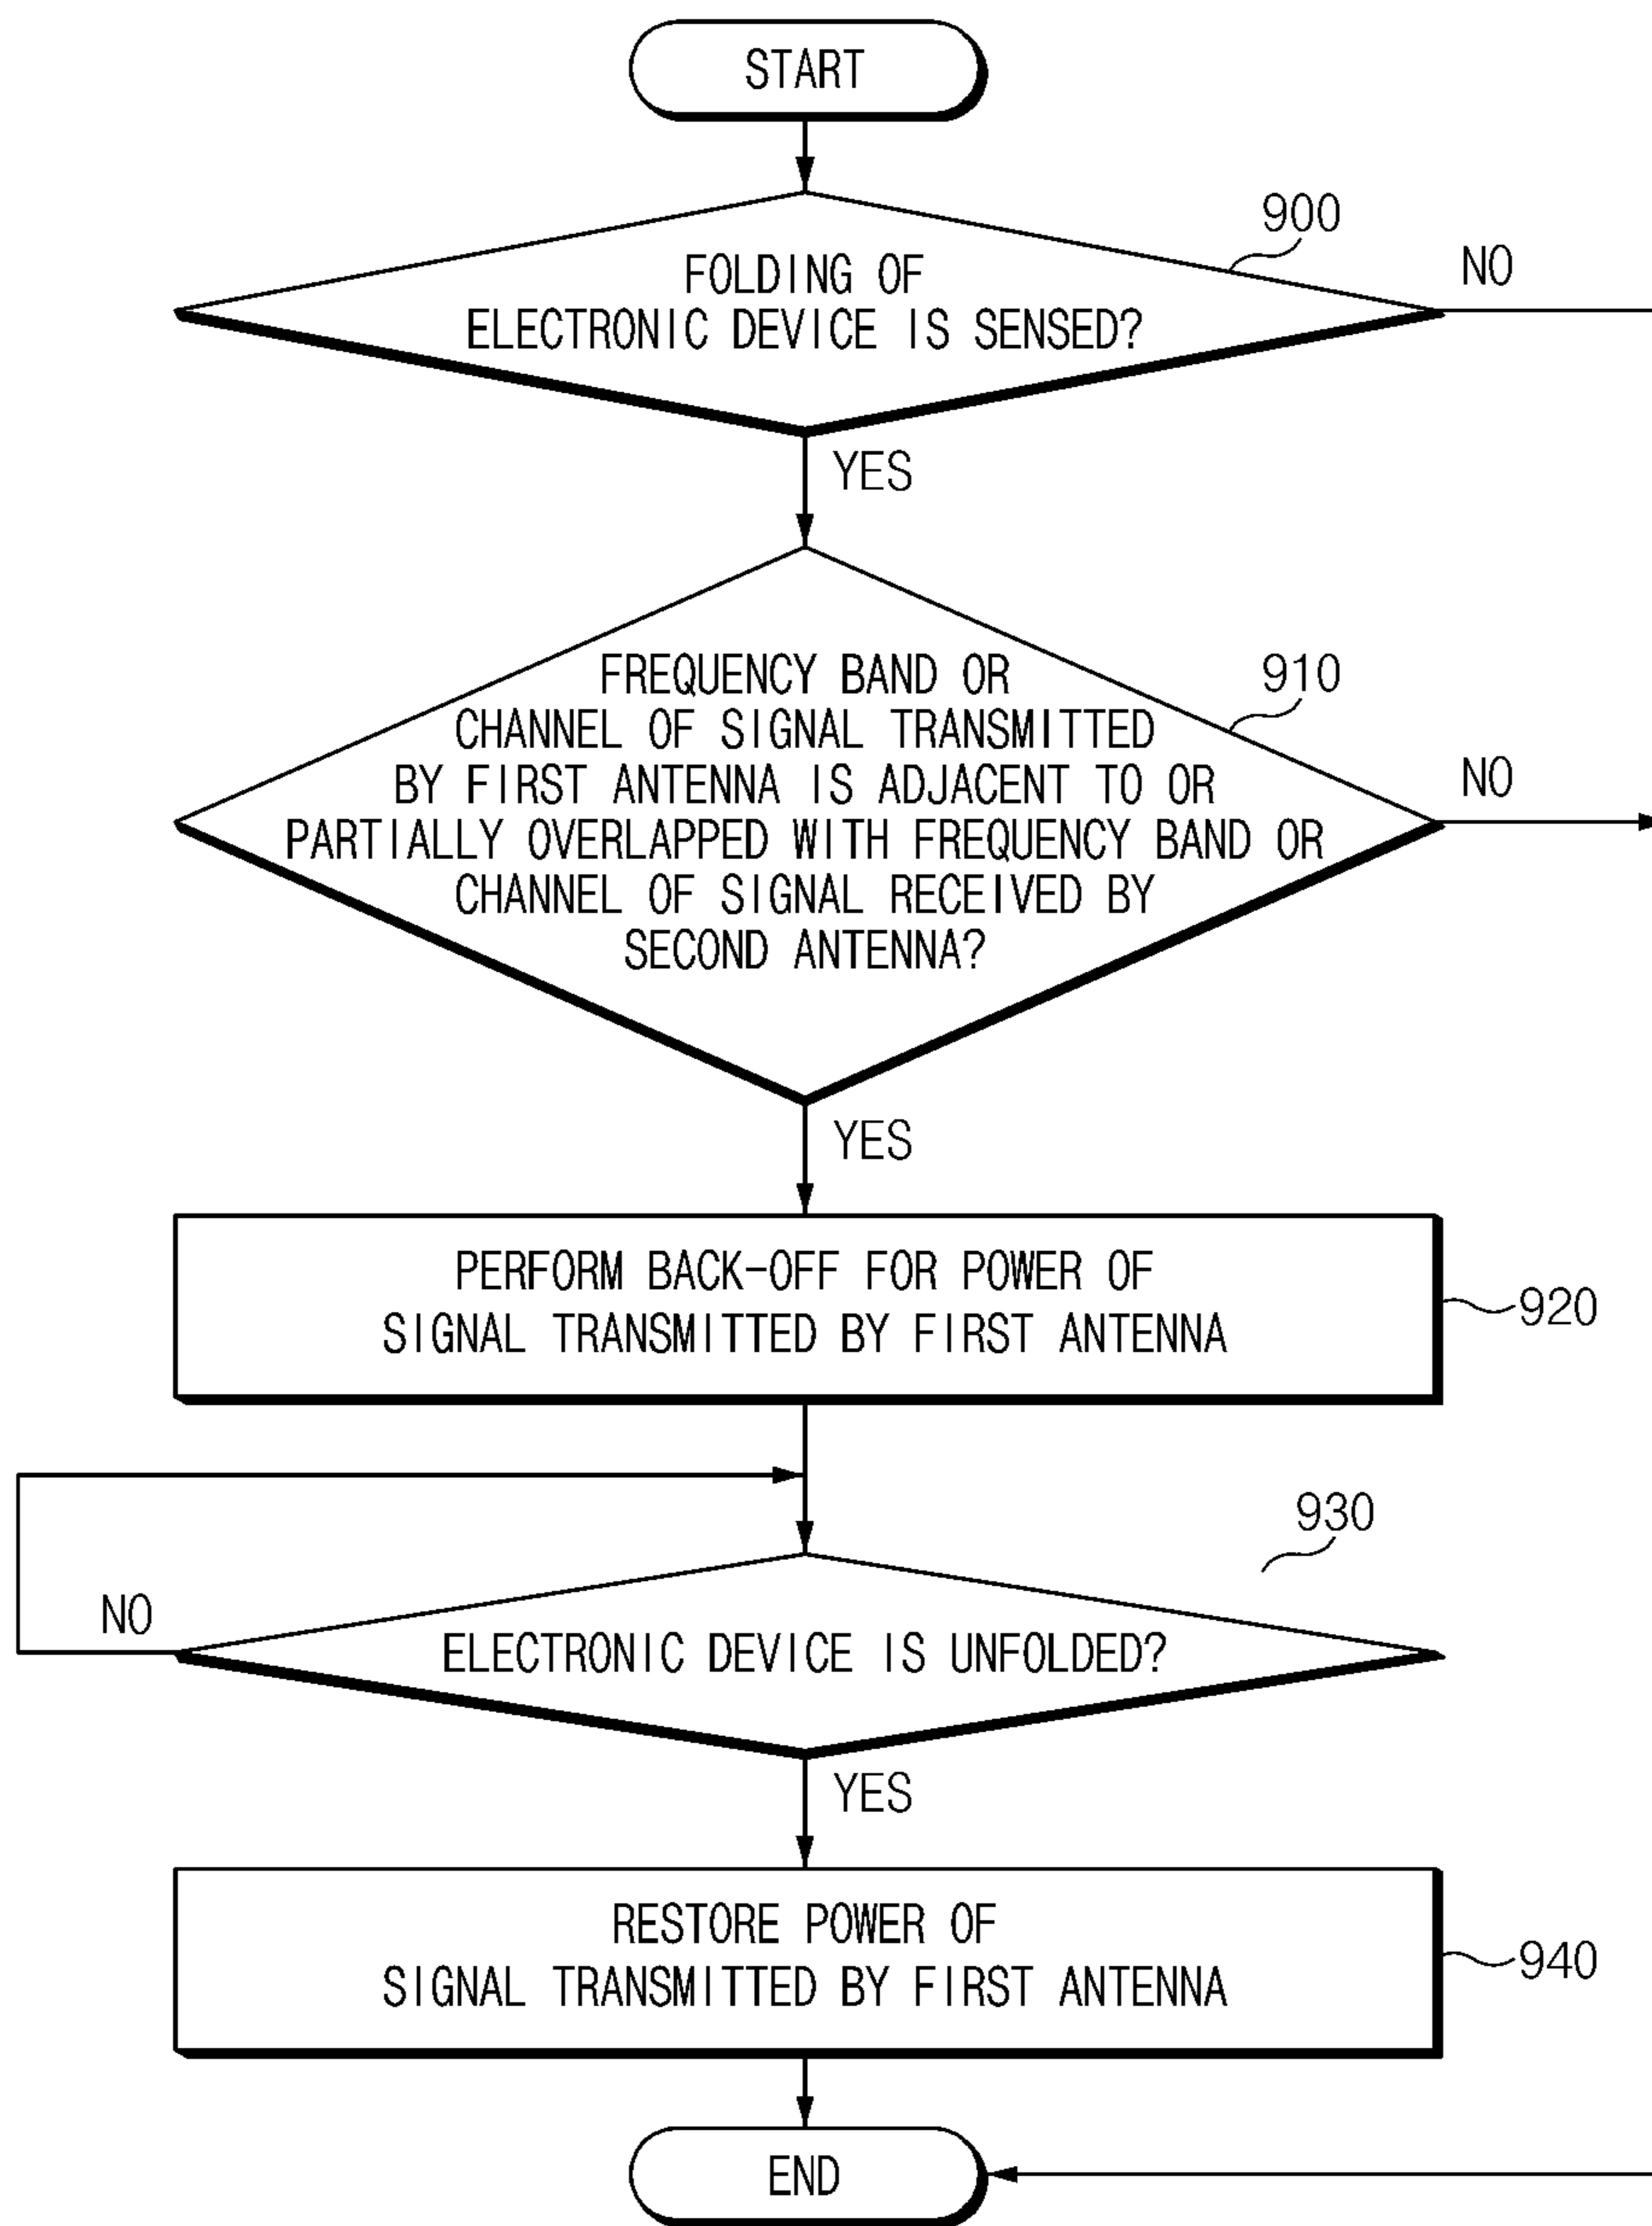 START
900
NO
FOLDING OF
ELECTRONIC DEVICE IS SENSED?
YES
910
NO
FREQUENCY BAND OR
CHANNEL OF SIGNAL TRANSMITTED
BY FIRST ANTENNA IS ADJACENT TO OR
PARTIALLY OVERLAPPED WITH FREQUENCY BAND OR
CHANNEL OF SIGNAL RECEIVED BY
SECOND ANTENNA?
YES
PERFORM BACK-OFF FOR POWER OF
SIGNAL TRANSMITTED BY FIRST ANTENNA
920
930
NO
ELECTRONIC DEVICE IS UNFOLDED?
YES
RESTORE POWER OF
SIGNAL TRANSMITTED BY FIRST ANTENNA
940
END